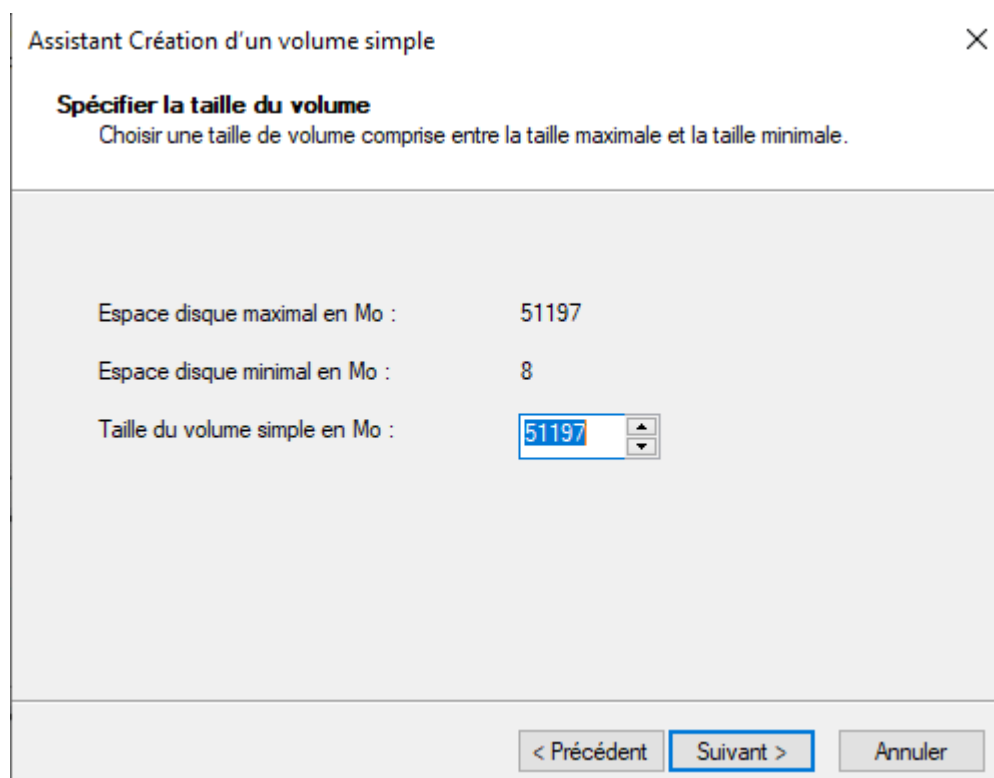 Assistant Création d'un volume simple
Spécifier la taille du volume
Choisir une taille de volume comprise entre la taille maximale et la taille minimale.
Espace disque maximal en Mo : 51197
Espace disque minimal en Mo : 8
Taille du volume simple en Mo : 51197
< Précédent Suivant > Annuler